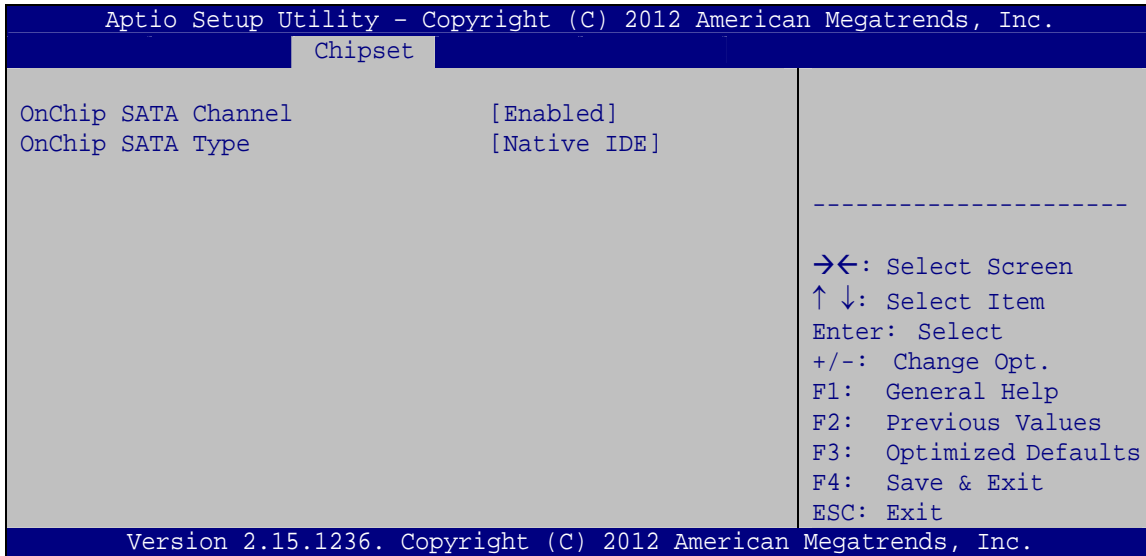 Aptio Setup Utility – Copyright (C) 2012 American Megatrends, Inc.
Chipset
OnChip SATA Channel [Enabled]
OnChip SATA Type [Native IDE]
----------------------
→←: Select Screen
↑ ↓: Select Item
Enter: Select
+/-: Change Opt.
F1: General Help
F2: Previous Values
F3: Optimized Defaults
F4: Save & Exit
ESC: Exit
Version 2.15.1236. Copyright (C) 2012 American Megatrends, Inc.